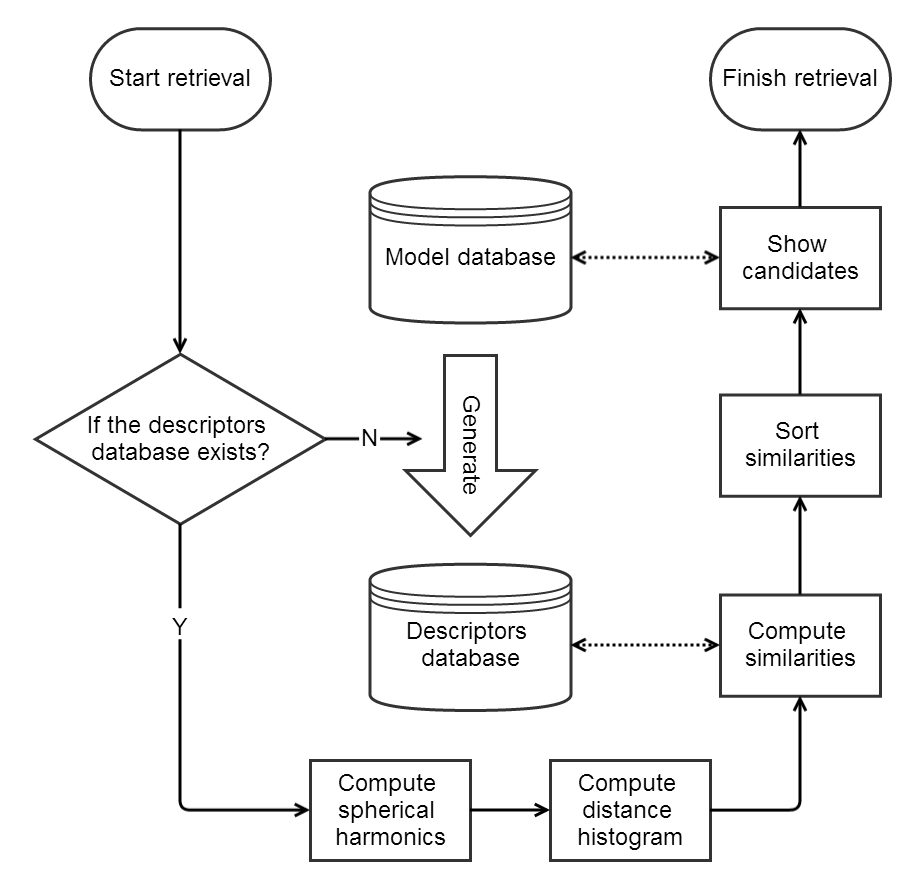 Start retrieval
Finish retrieval
Model database
Show
candidates
If the descriptors
database exists?
N
Generate
Sort
similarities
Y
Descriptors
database
Compute
similarities
Compute
spherical
harmonics
Compute
distance
histogram